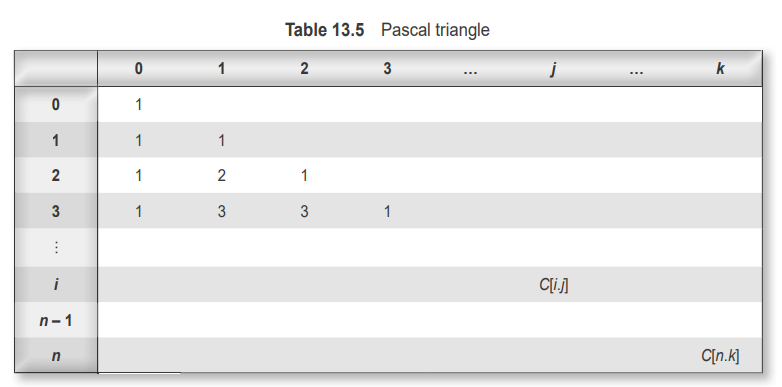 Table 13.5 Pascal triangle
0 1 2 3 ... j ... k
0 1
1 1 1
2 1 2 1
3 1 3 3 1
⋮
i C[i.j]
n – 1
n C[n.k]